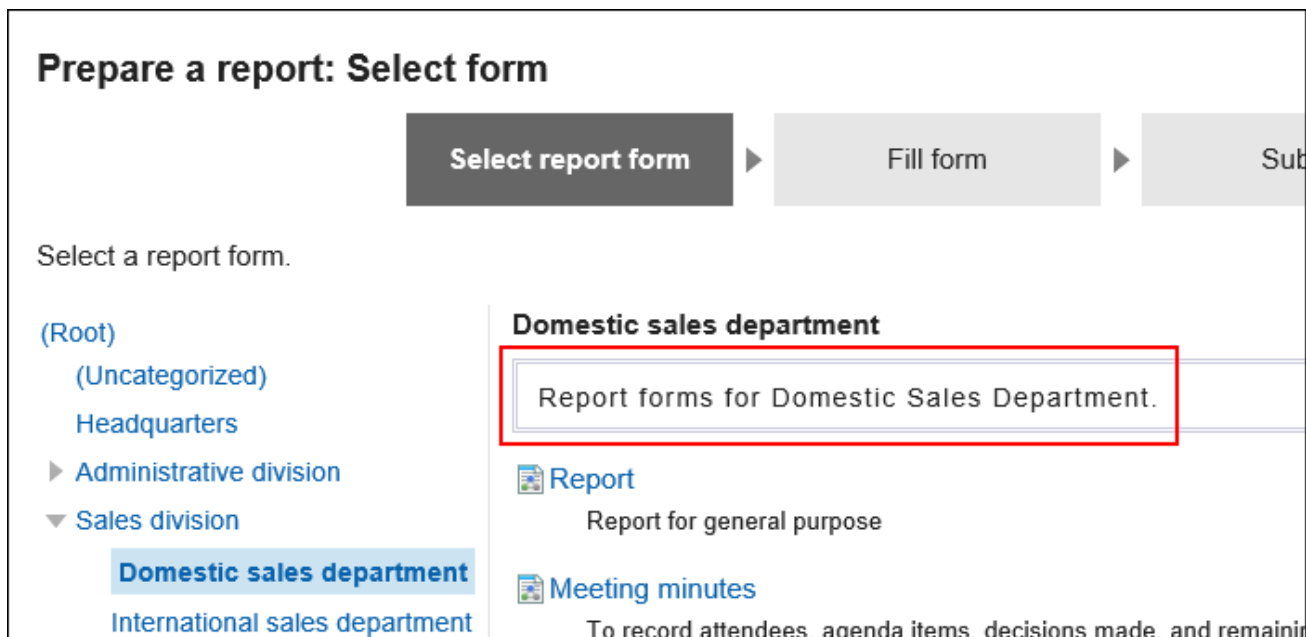 Prepare a report: Select form
Select report form
Fill form
Select a report form.
(Root)
(Uncategorized)
Headquarters
Administrative division
Sales division
Domestic sales department
International sales department
Domestic sales department
Report forms for Domestic Sales Department.
Report
Report for general purpose
Meeting minutes
To record attendees, agenda items, decisions made, and